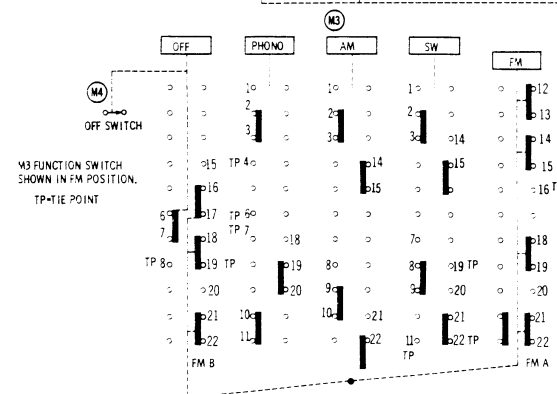 M3
OFF PHONO AM SW FM
M4
1 1 12
2 2 2 13
OFF SWITCH 3 3 3 14 14
M3 FUNCTION SWITCH 15 TP 4 14 15 15
SHOWN IN FM POSITION. 16 15 16 T
TP=TIE POINT 6 17 TP 6
7 18 TP 7 18 7 18
TP 8 19 TP 19 8 8 19 TP 19
20 20 9 9 20 20
21 10 10 21 21 TP 21
22 11 22 11 22 TP 22
FM B TP FM A